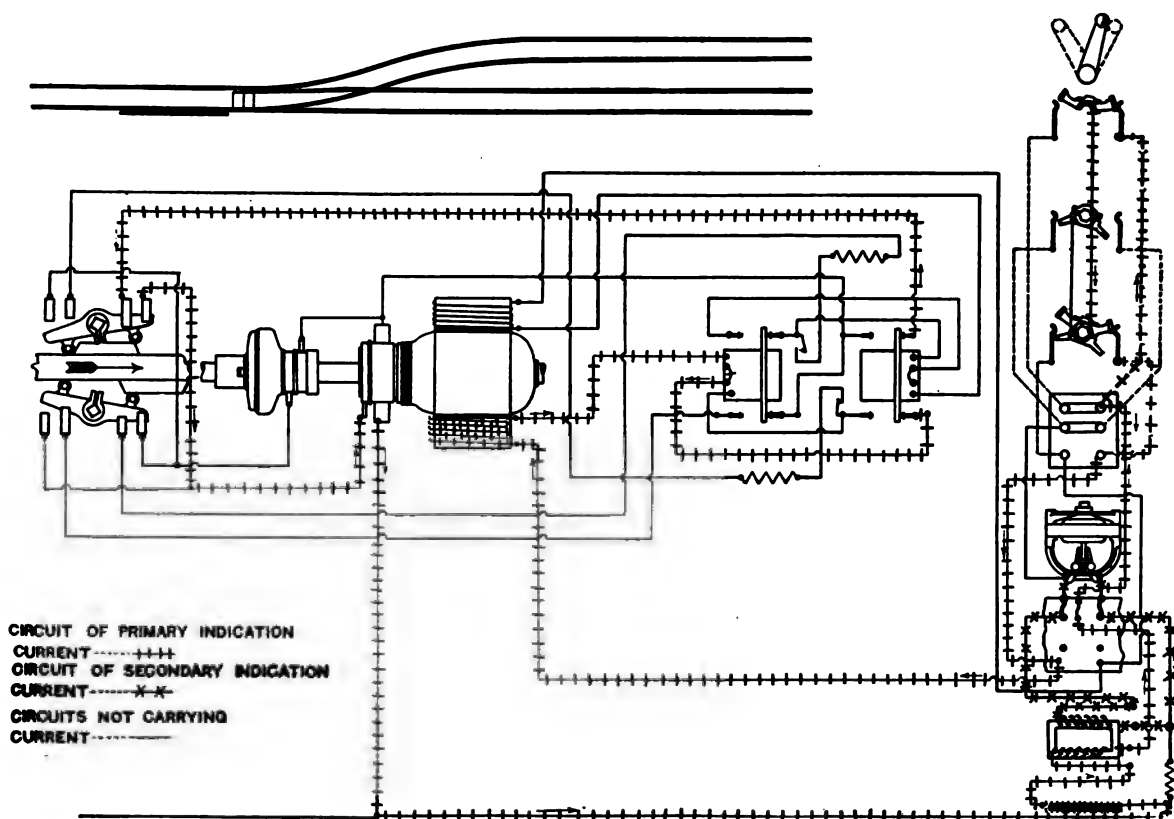 CIRCUIT OF PRIMARY INDICATION
CURRENT
CIRCUIT OF SECONDARY INDICATION
CURRENT
CIRCUITS NOT CARRYING
CURRENT